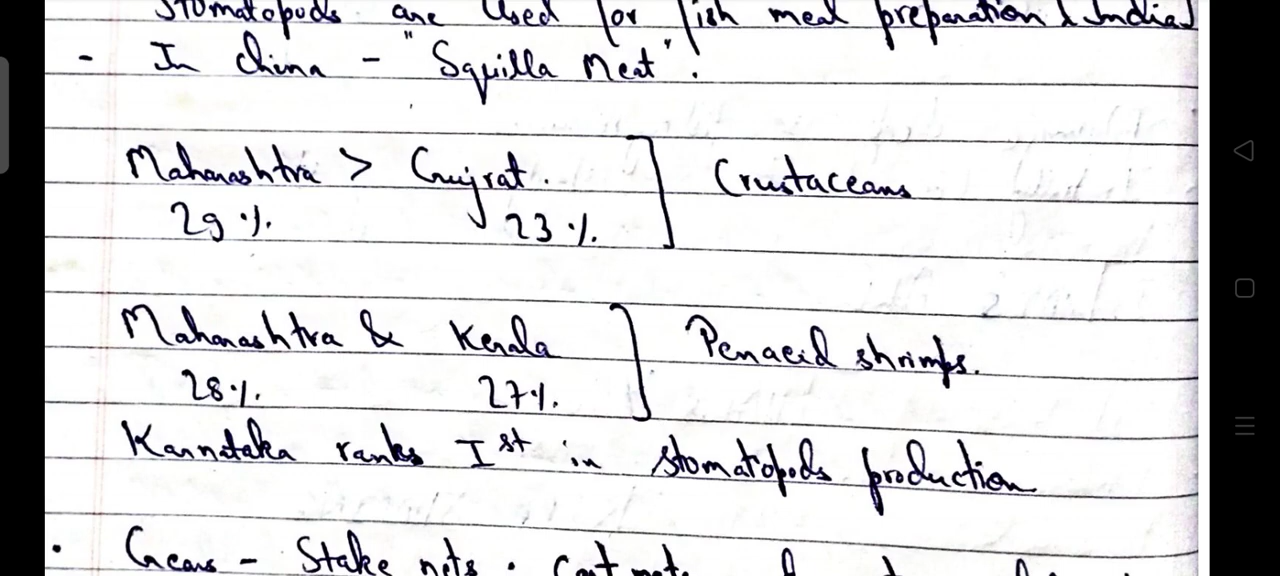 Stomatopods are used for fish meal preparation & India
- In China - "Squilla Meat".
Maharashtra > Gujrat. ] Crustaceans
29 % 23 %.
Maharashtra & Kerala ] Penaeid shrimps.
28 %. 27 %.
Karnataka ranks Ist in stomatopods production
• Gears - Stake nets,